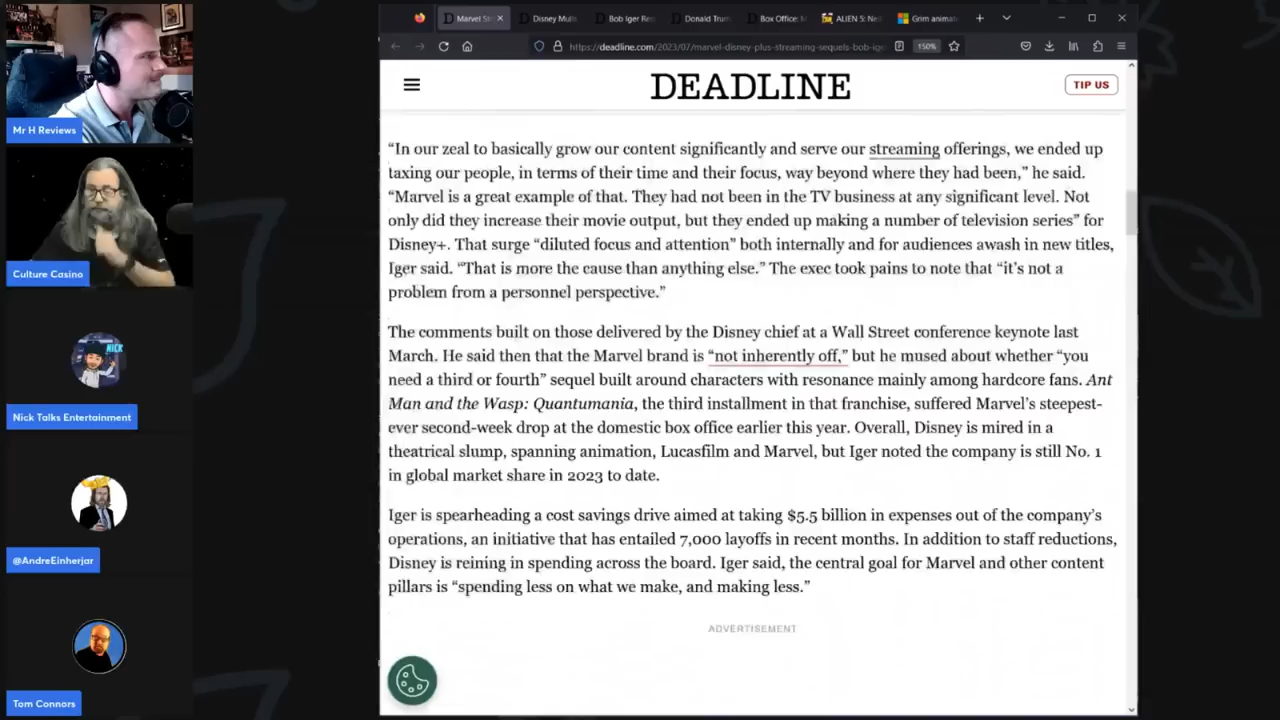 Marvel St
Disney Mulls
Bob Iger Res
Donald Trum
Box Office: M
ALIEN 5: Ne
Grim animate
https://deadline.com/2023/07/marvel-disney-plus-streaming-sequels-bob-ige
150%
DEADLINE
TIP US
“In our zeal to basically grow our content significantly and serve our streaming offerings, we ended up
taxing our people, in terms of their time and their focus, way beyond where they had been,” he said.
“Marvel is a great example of that. They had not been in the TV business at any significant level. Not
only did they increase their movie output, but they ended up making a number of television series” for
Disney+. That surge “diluted focus and attention” both internally and for audiences awash in new titles,
Iger said. “That is more the cause than anything else.” The exec took pains to note that “it’s not a
problem from a personnel perspective.”
The comments built on those delivered by the Disney chief at a Wall Street conference keynote last
March. He said then that the Marvel brand is “not inherently off,” but he mused about whether “you
need a third or fourth” sequel built around characters with resonance mainly among hardcore fans. Ant
Man and the Wasp: Quantumania, the third installment in that franchise, suffered Marvel’s steepest-
ever second-week drop at the domestic box office earlier this year. Overall, Disney is mired in a
theatrical slump, spanning animation, Lucasfilm and Marvel, but Iger noted the company is still No. 1
in global market share in 2023 to date.
Iger is spearheading a cost savings drive aimed at taking $5.5 billion in expenses out of the company’s
operations, an initiative that has entailed 7,000 layoffs in recent months. In addition to staff reductions,
Disney is reining in spending across the board. Iger said, the central goal for Marvel and other content
pillars is “spending less on what we make, and making less.”
ADVERTISEMENT
Mr H Reviews
Culture Casino
NICK
Nick Talks Entertainment
@AndreEinherjar
Tom Connors